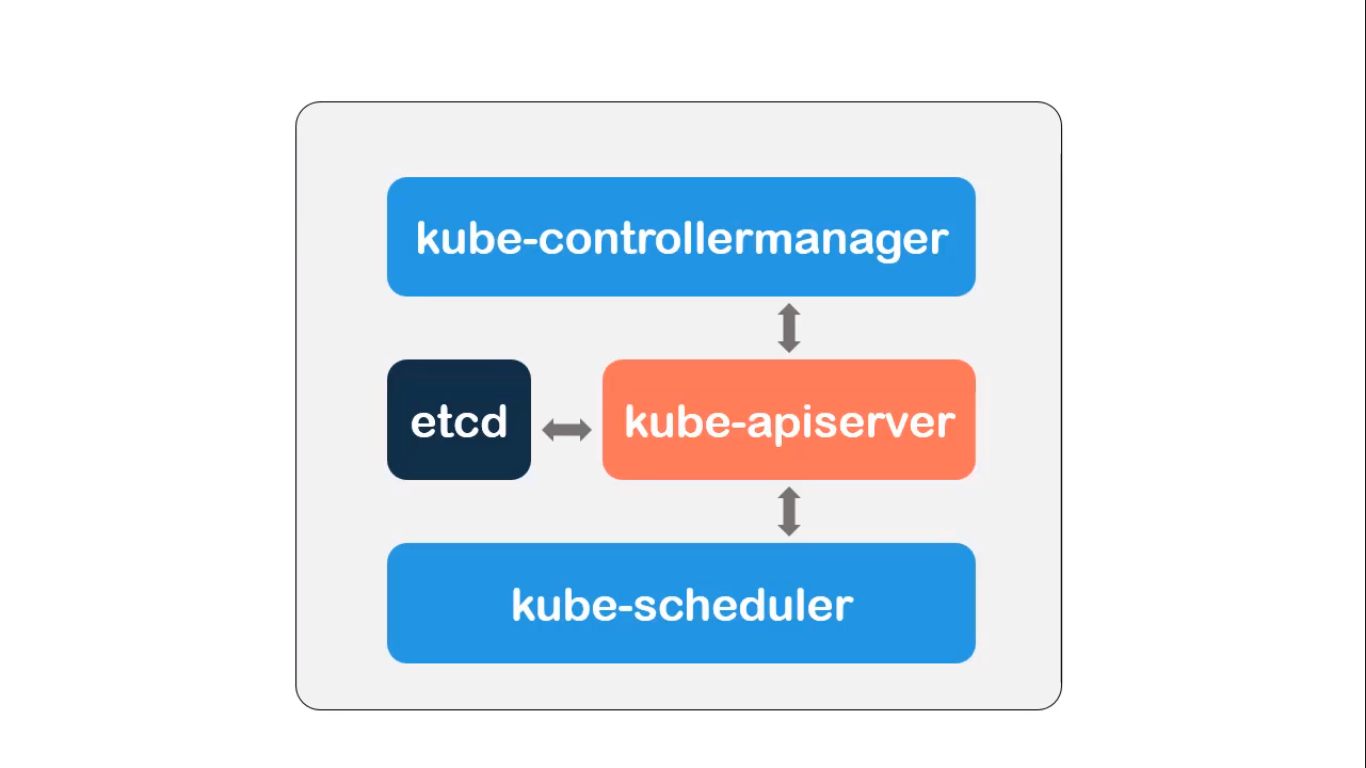 kube-controllermanager
etcd
kube-apiserver
kube-scheduler